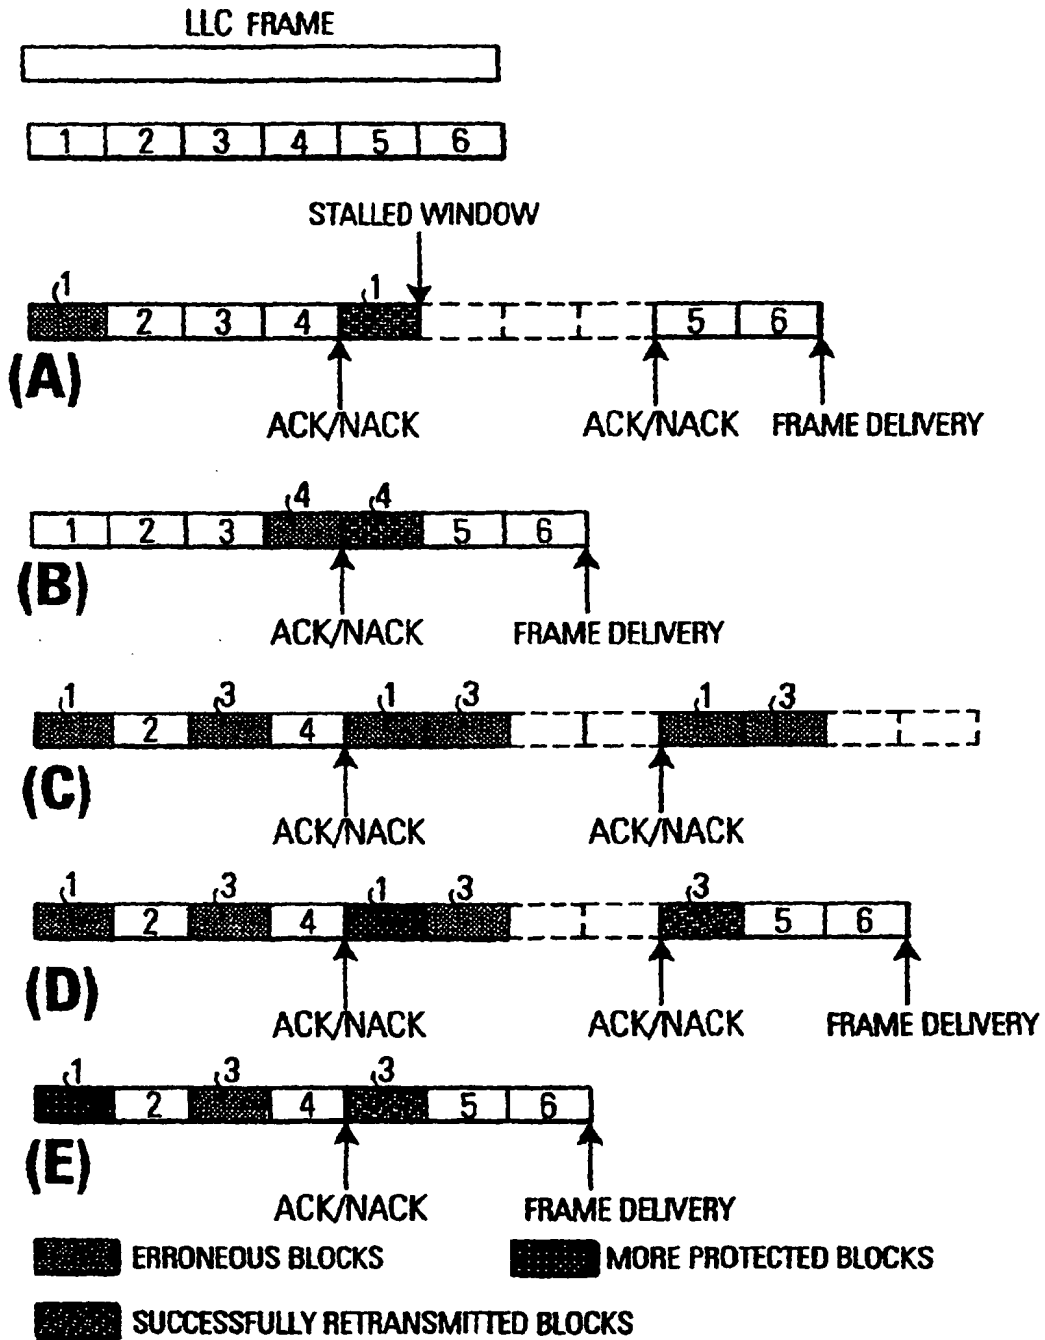 LLC FRAME
1 2 3 4 5 6
STALLED WINDOW
1 1
2 3 4 5 6
(A)
ACK/NACK ACK/NACK FRAME DELIVERY
4 4
1 2 3 5 6
(B)
ACK/NACK FRAME DELIVERY
1 3 1 3 1 3
2 4
(C)
ACK/NACK ACK/NACK
1 3 1 3 3
2 4 5 6
(D)
ACK/NACK ACK/NACK FRAME DELIVERY
1 3 3
2 4 5 6
(E)
ACK/NACK FRAME DELIVERY
ERRONEOUS BLOCKS MORE PROTECTED BLOCKS
SUCCESSFULLY RETRANSMITTED BLOCKS